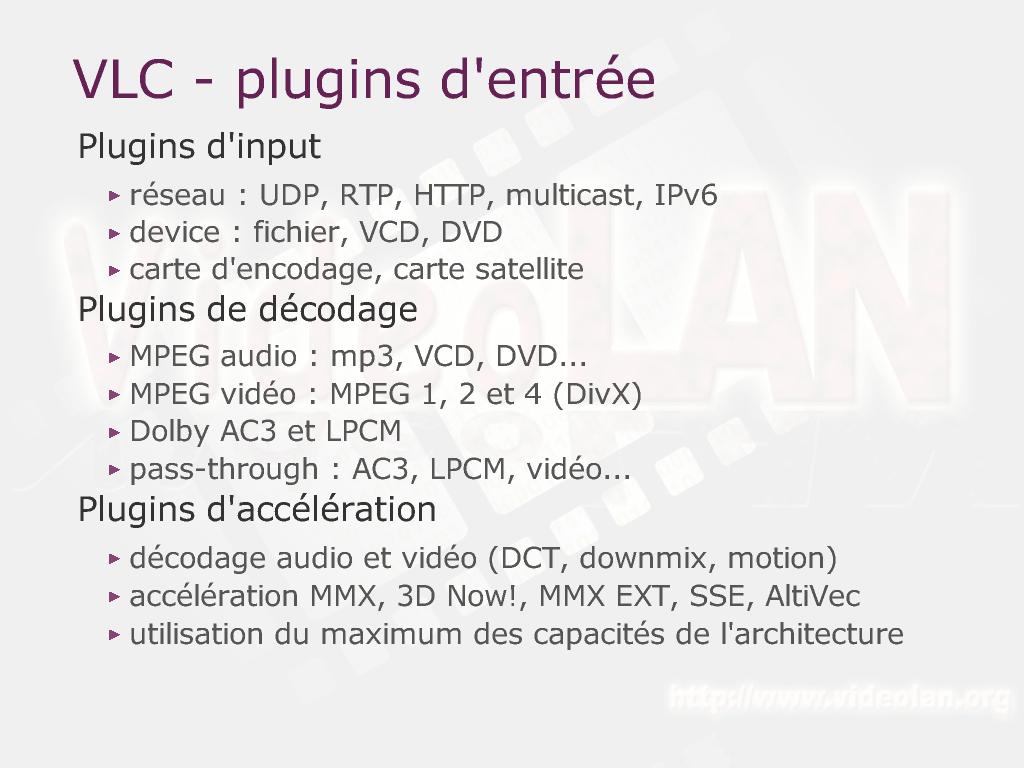 VLC - plugins d'entrée
Plugins d'input
réseau : UDP, RTP, HTTP, multicast, IPv6
device : fichier, VCD, DVD
carte d'encodage, carte satellite
Plugins de décodage
MPEG audio : mp3, VCD, DVD...
MPEG vidéo : MPEG 1, 2 et 4 (DivX)
Dolby AC3 et LPCM
pass-through : AC3, LPCM, vidéo...
Plugins d'accélération
décodage audio et vidéo (DCT, downmix, motion)
accélération MMX, 3D Now!, MMX EXT, SSE, AltiVec
utilisation du maximum des capacités de l'architecture
VideoLAN
http://www.videolan.org